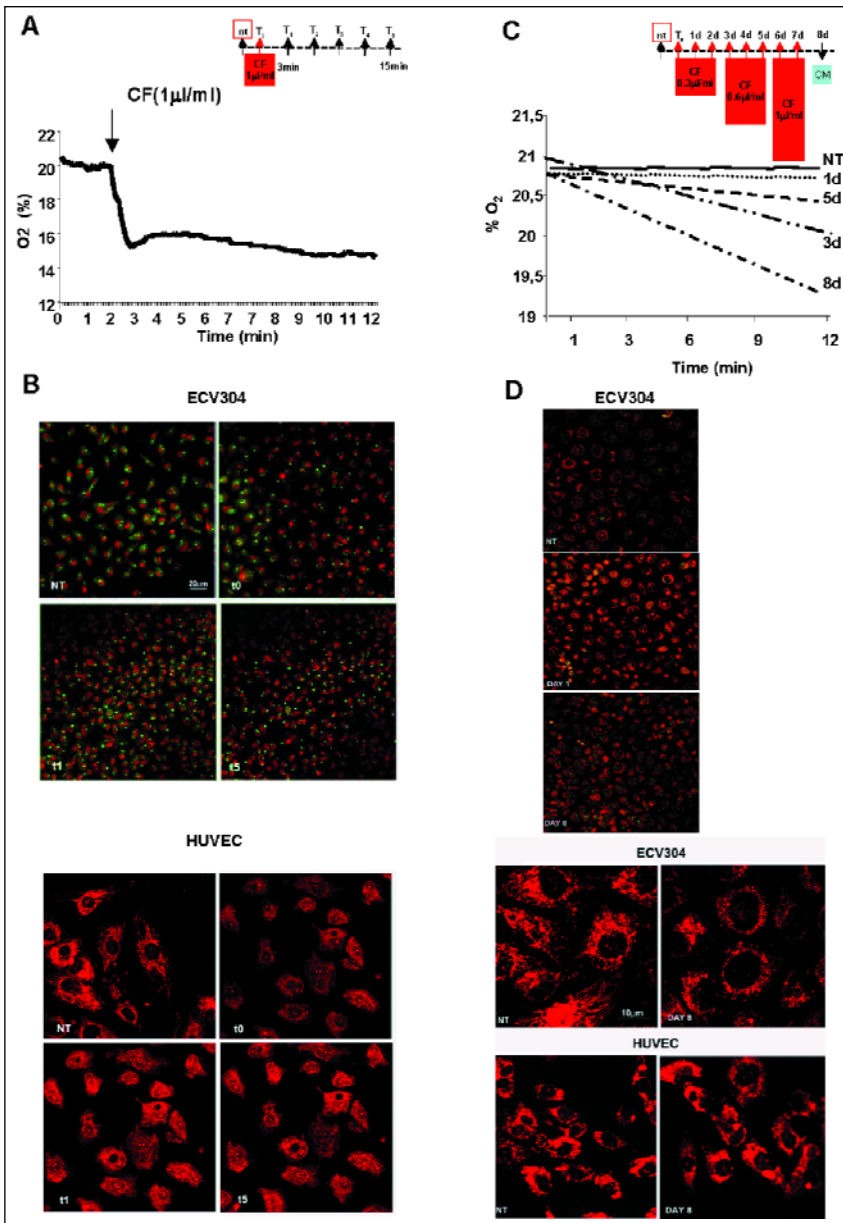 A
nt T₁ T₁ T₂ T₃ T₄ T₅
CF
1µl/ml
3min 15min
CF(1µl/ml)
22
20
18
16
14
12
O2 (%)
0 1 2 2 3 4 5 6 7 7 8 9 10 11 12 12
Time (min)
B
ECV304
NT
20µm
t0
t1
t5
HUVEC
NT
t0
t1
t5
C
nt T₀ 1d 2d 3d 4d 5d 6d 7d 8d
CF
0.3µl/ml
CF
0.6µl/ml
CF
1µl/ml
CM
21,5
21
20,5
20
19,5
19
% O₂
NT
1d
5d
3d
8d
1 3 6 9 12
Time (min)
D
ECV304
NT
DAY 1
DAY 8
ECV304
NT
10µm
DAY 8
HUVEC
NT
DAY 8